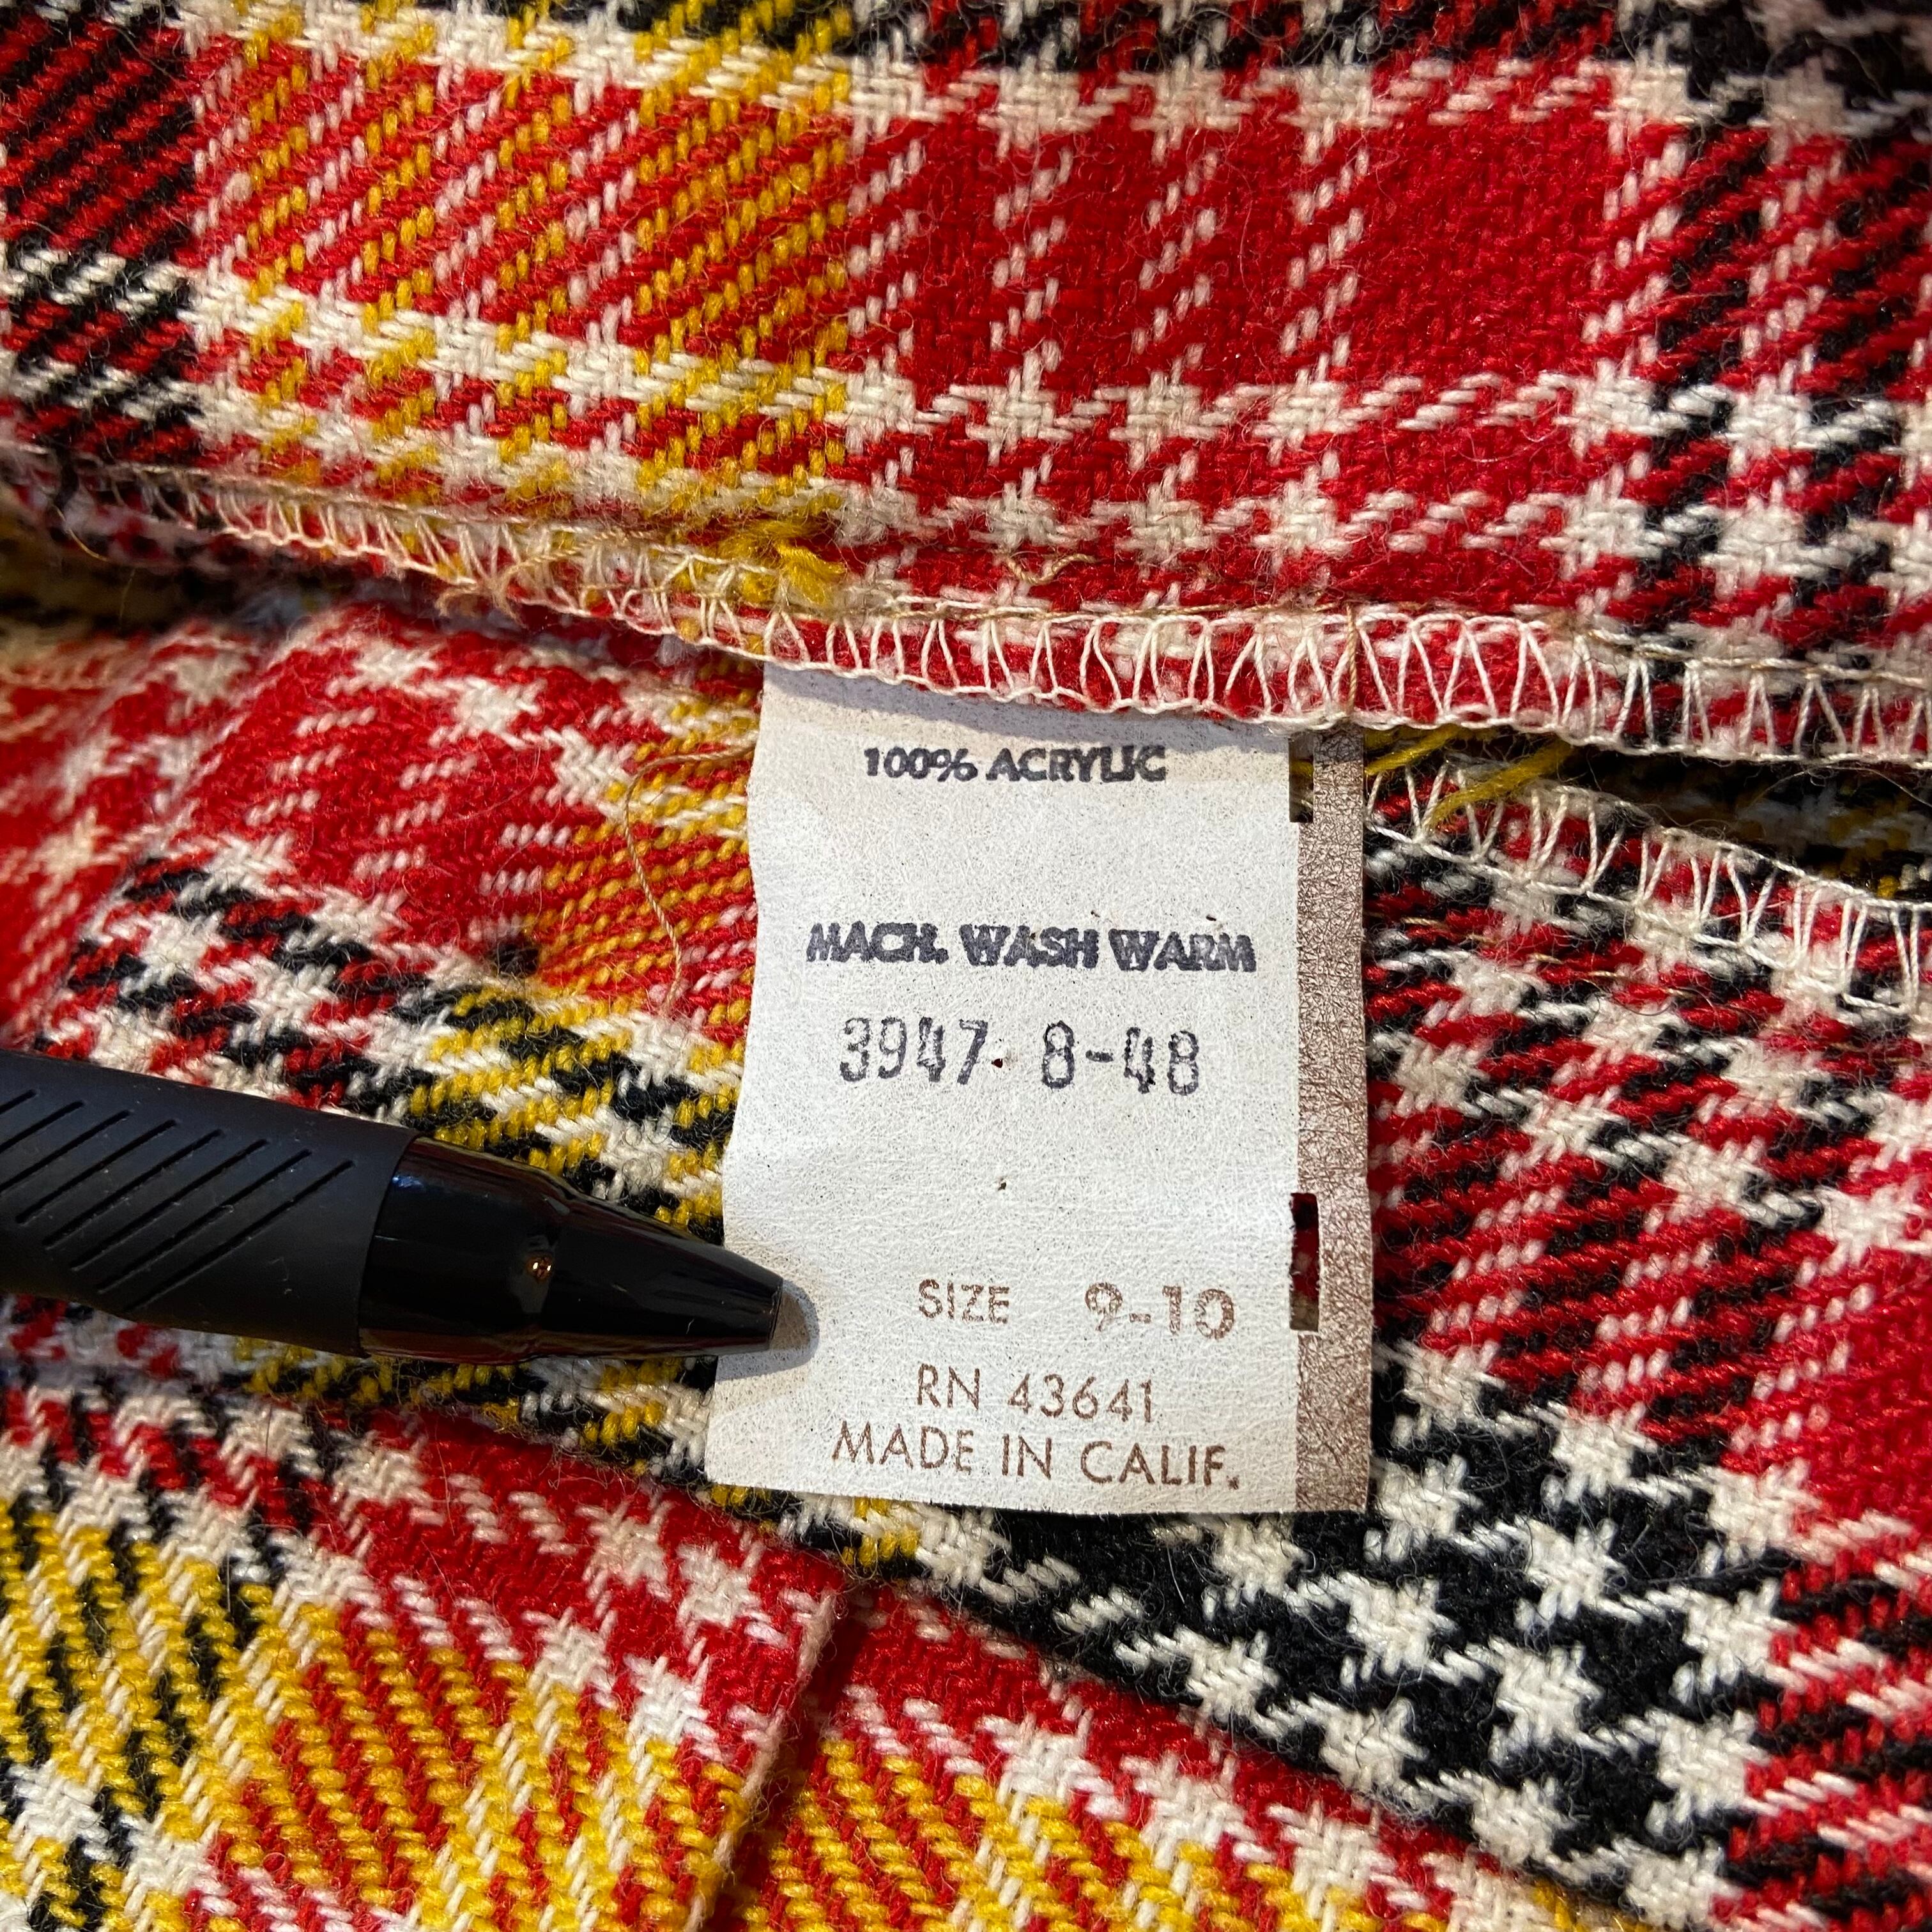 100% ACRYLIC
MACH. WASH WARM
3947. 8-48
SIZE 9-10
RN 43641
MADE IN CALIF.